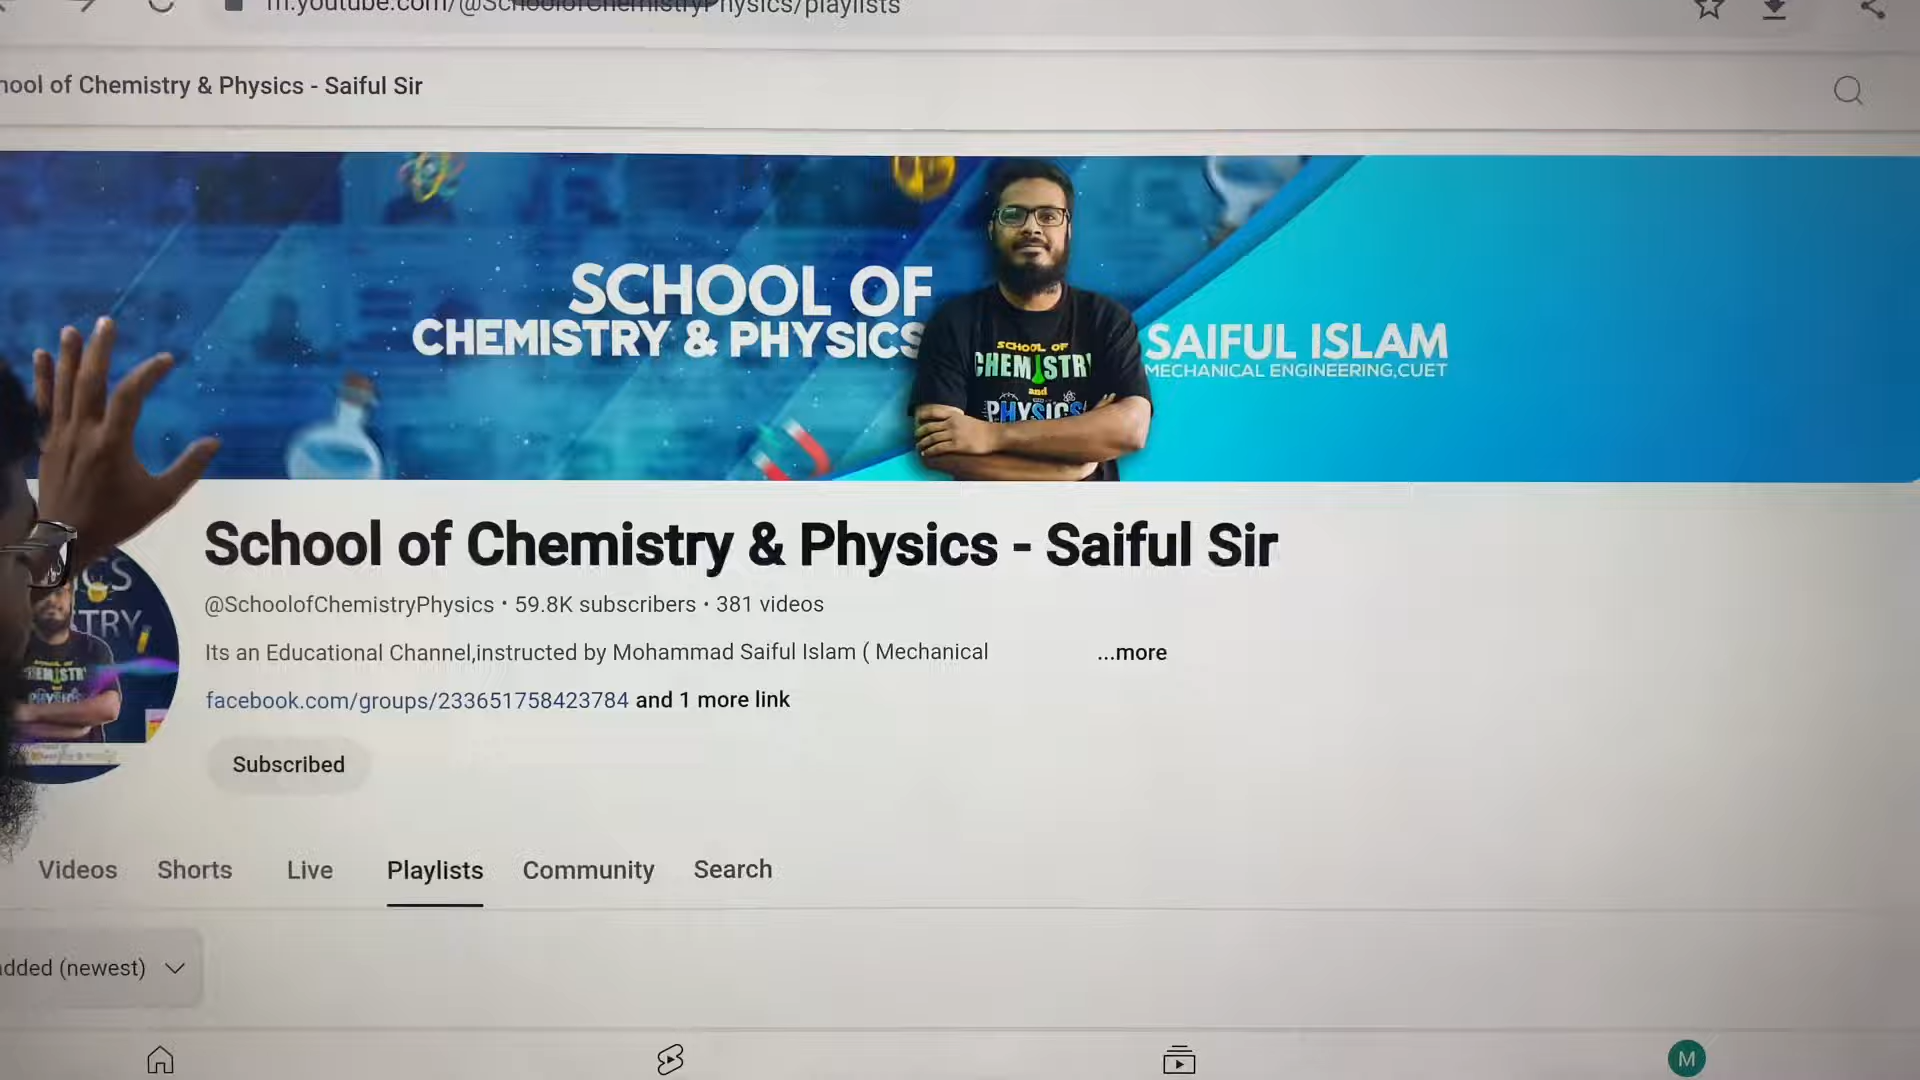 m.youtube.com/@SchoolofChemistryPhysics/playlists
hool of Chemistry & Physics - Saiful Sir
SCHOOL OF
CHEMISTRY & PHYSICS
SAIFUL ISLAM
MECHANICAL ENGINEERING,CUET
SCHOOL OF
CHEMISTRY
and
PHYSICS
School of Chemistry & Physics - Saiful Sir
@SchoolofChemistryPhysics • 59.8K subscribers • 381 videos
Its an Educational Channel,instructed by Mohammad Saiful Islam ( Mechanical ...more
facebook.com/groups/233651758423784 and 1 more link
Subscribed
Videos Shorts Live Playlists Community Search
added (newest)
M